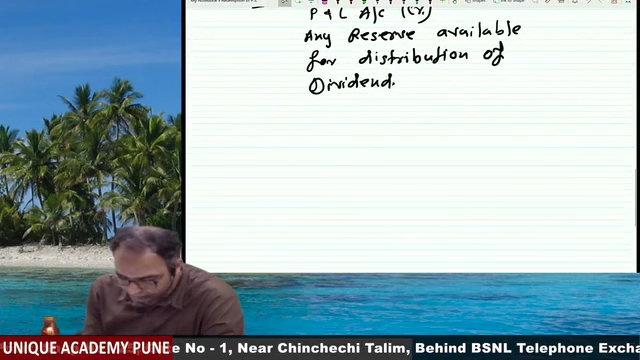 P & L A/c (Cr)
Any Reserve available
for distribution of
Dividend.
UNIQUE ACADEMY PUNE
e No - 1, Near Chinchechi Talim, Behind BSNL Telephone Excha